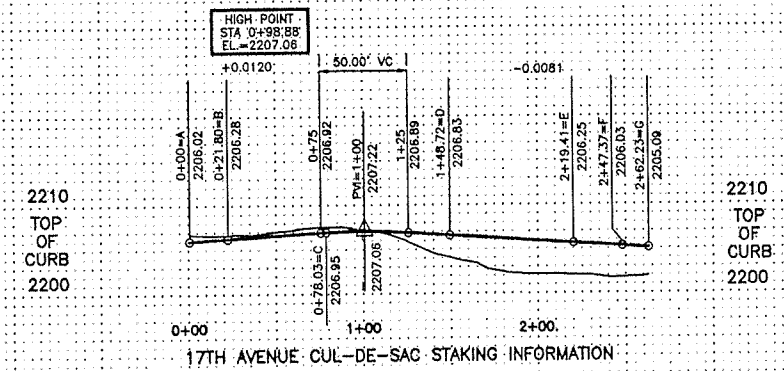 HIGH POINT
STA 0+98.88
EL.=2207.06
+0.0120
50.00' VC
-0.0081
0+00=A
2206.02
0+21.80=B
2206.28
0+75
2206.92
PVI=1+00
2207.22
1+25
2206.89
1+48.72=D
2206.83
2+19.41=E
2206.25
2+47.37=F
2206.03
2+62.23=G
2205.09
2210
TOP
OF
CURB
2200
2210
TOP
OF
CURB
2200
0+78.03=C
2206.95
2207.06
0+00
1+00
2+00
17TH AVENUE CUL-DE-SAC STAKING INFORMATION